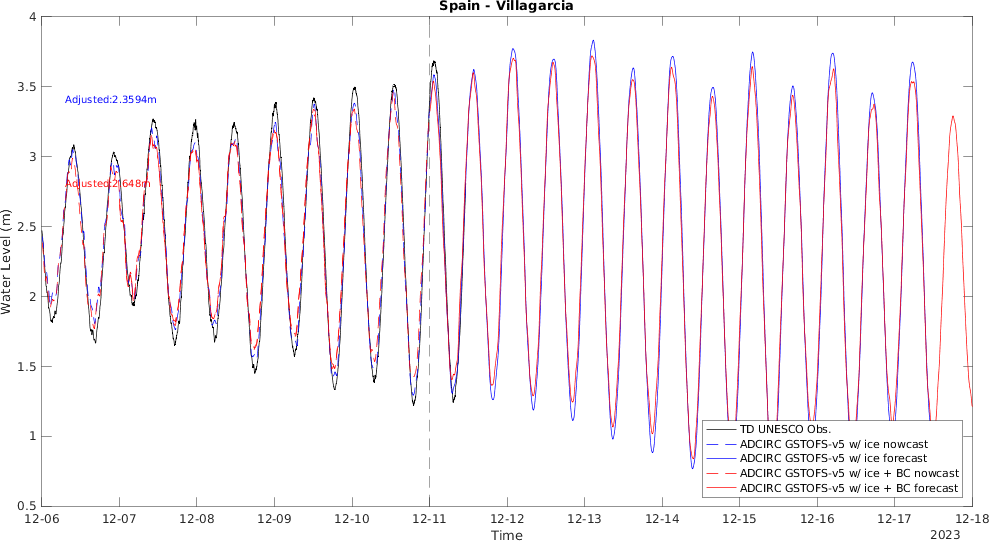 Spain - Villagarcia
4
3.5
3
2.5
2
1.5
1
0.5
Water Level (m)
Adjusted:2.3594m
Adjusted:2.648m
TD UNESCO Obs.
ADCIRC GSTOFS-v5 w/ ice nowcast
ADCIRC GSTOFS-v5 w/ ice forecast
ADCIRC GSTOFS-v5 w/ ice + BC nowcast
ADCIRC GSTOFS-v5 w/ ice + BC forecast
12-06 12-07 12-08 12-09 12-10 12-11 12-12 12-13 12-14 12-15 12-16 12-17 12-18
Time
2023